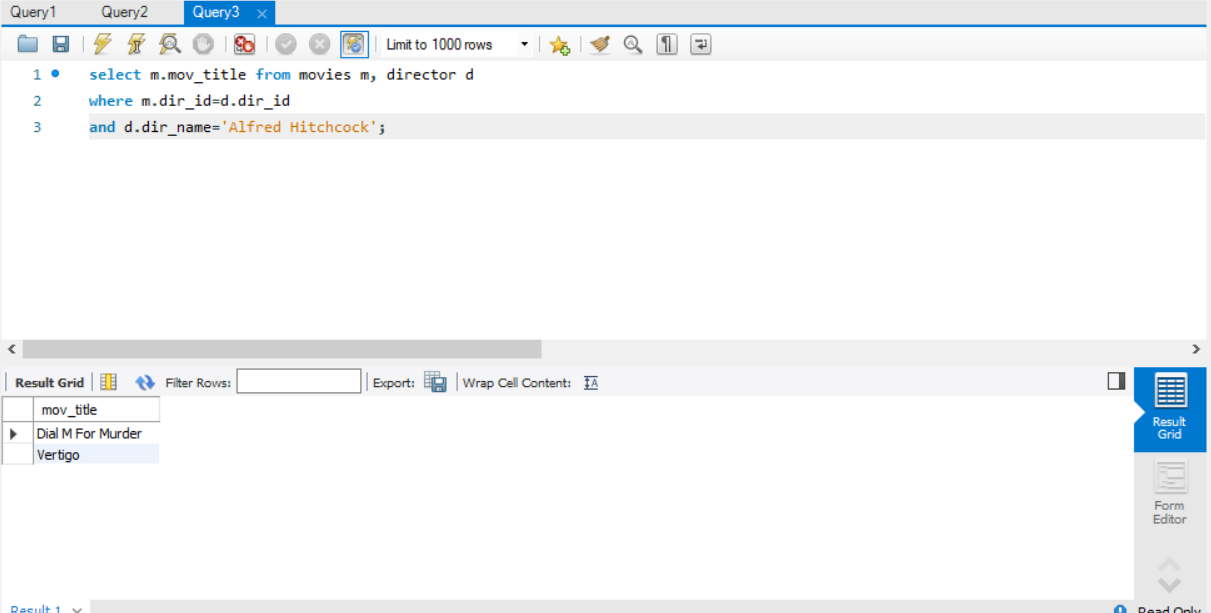 Query1 Query2 Query3
Limit to 1000 rows
1 select m.mov_title from movies m, director d
2 where m.dir_id=d.dir_id
3 and d.dir_name='Alfred Hitchcock';
Result Grid Filter Rows: Export: Wrap Cell Content: IA
mov_title
Dial M For Murder
Vertigo
Result
Grid
Form
Editor
Result 1 Read Only